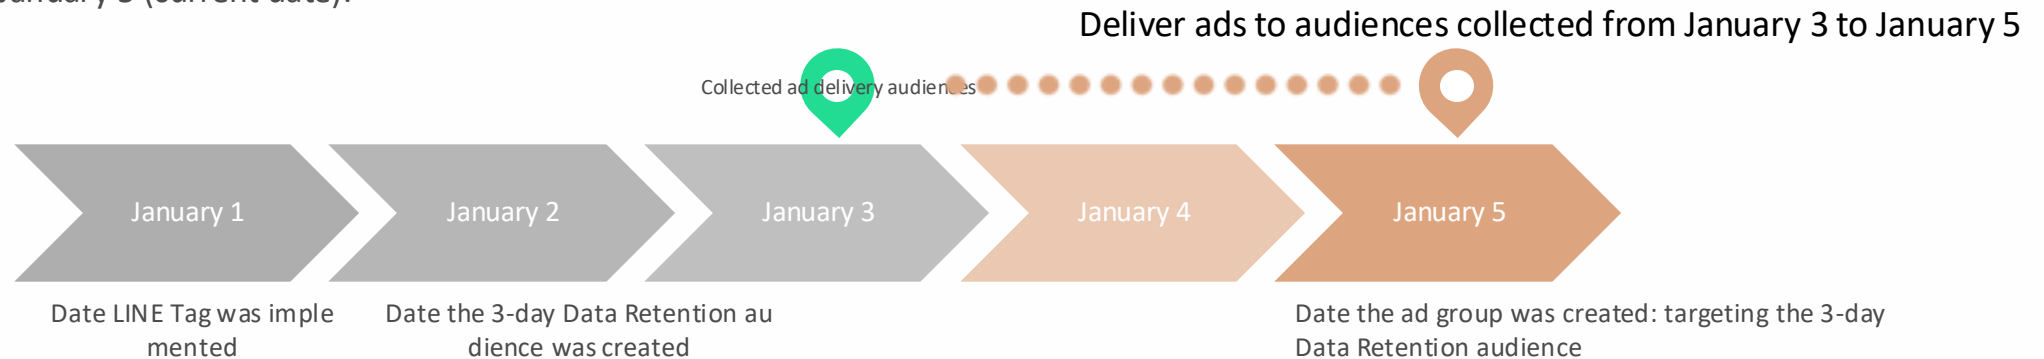 Deliver ads to audiences collected from January 3 to January 5
Collected ad delivery audiences
January 1
January 2
January 3
January 4
January 5
Date LINE Tag was imple
mented
Date the 3-day Data Retention au
dience was created
Date the ad group was created: targeting the 3-day
Data Retention audience